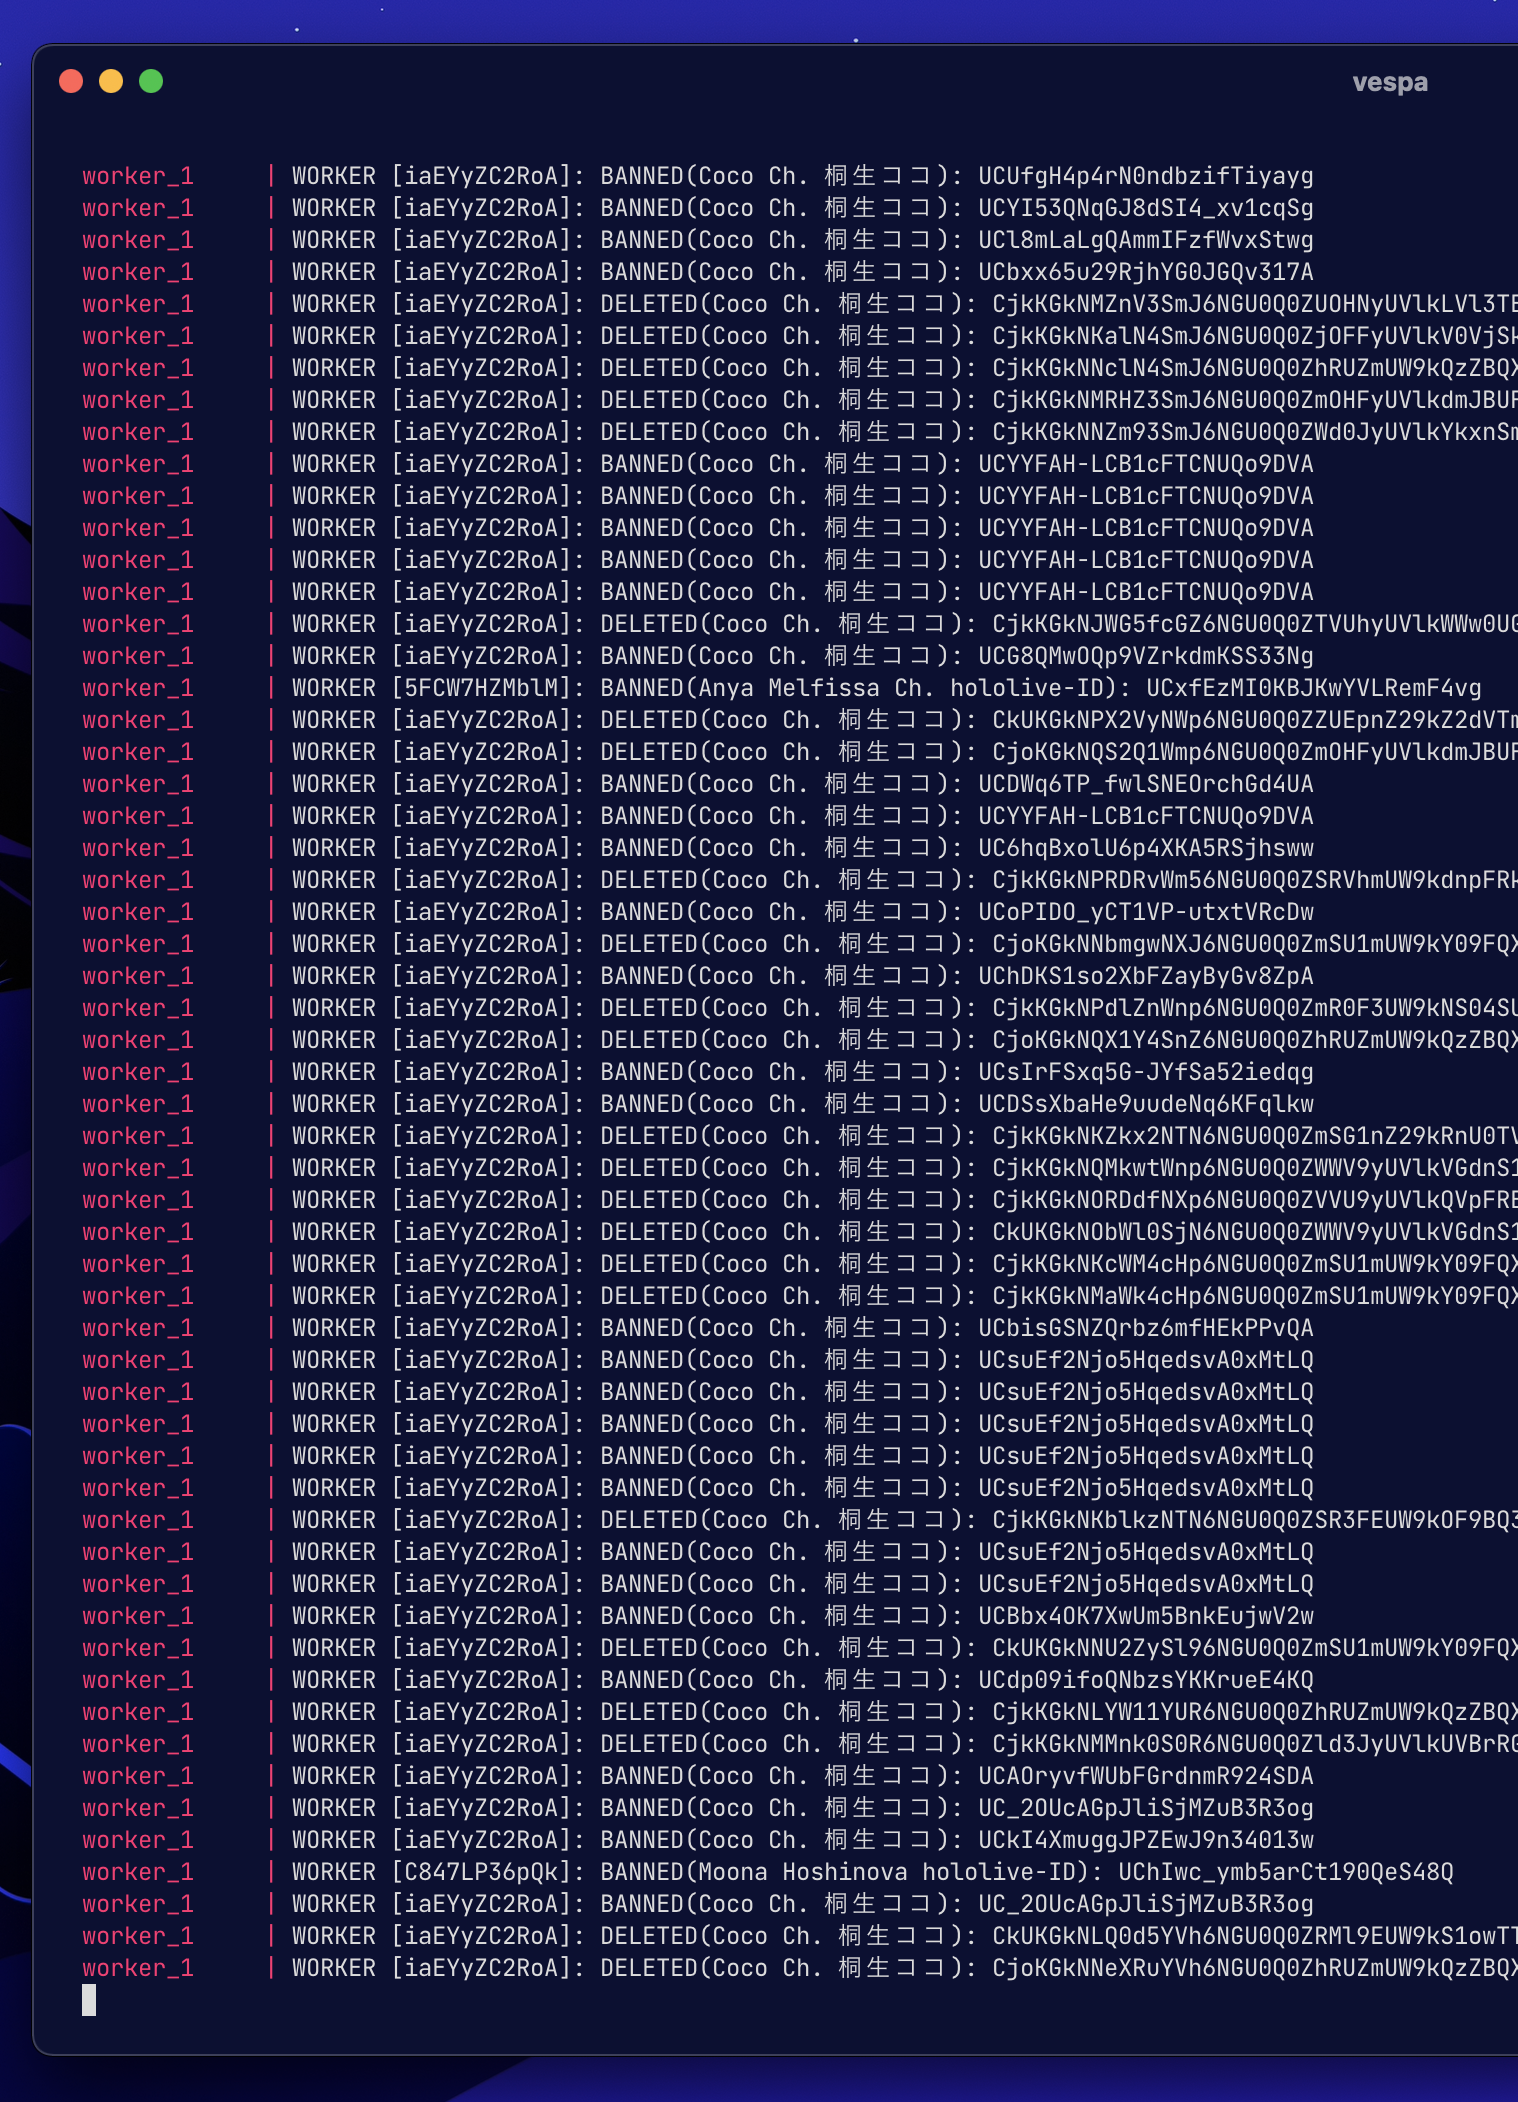 vespa
worker_1 | WORKER [iaEYyZC2RoA]: BANNED(Coco Ch. 桐生ココ): UCUfgH4p4rN0ndbzifTiyayg
worker_1 | WORKER [iaEYyZC2RoA]: BANNED(Coco Ch. 桐生ココ): UCYI53QNqGJ8dSI4_xv1cqSg
worker_1 | WORKER [iaEYyZC2RoA]: BANNED(Coco Ch. 桐生ココ): UCl8mLaLgQAmmIFzfWvxStwg
worker_1 | WORKER [iaEYyZC2RoA]: BANNED(Coco Ch. 桐生ココ): UCbxx65u29RjhYG0JGQv317A
worker_1 | WORKER [iaEYyZC2RoA]: DELETED(Coco Ch. 桐生ココ): CjkKGkNMZnV3SmJ6NGU0Q0ZUOHNyUVlkLVl3TE
worker_1 | WORKER [iaEYyZC2RoA]: DELETED(Coco Ch. 桐生ココ): CjkKGkNKalN4SmJ6NGU0Q0ZjOFFyUVlkV0VjSk
worker_1 | WORKER [iaEYyZC2RoA]: DELETED(Coco Ch. 桐生ココ): CjkKGkNNclN4SmJ6NGU0Q0ZhRUZmUW9kQzZBQX
worker_1 | WORKER [iaEYyZC2RoA]: DELETED(Coco Ch. 桐生ココ): CjkKGkNMRHZ3SmJ6NGU0Q0ZmOHFyUVlkdmJBUF
worker_1 | WORKER [iaEYyZC2RoA]: DELETED(Coco Ch. 桐生ココ): CjkKGkNNZm93SmJ6NGU0Q0ZWd0JyUVlkYkxnSm
worker_1 | WORKER [iaEYyZC2RoA]: BANNED(Coco Ch. 桐生ココ): UCYYFAH-LCB1cFTCNUQo9DVA
worker_1 | WORKER [iaEYyZC2RoA]: BANNED(Coco Ch. 桐生ココ): UCYYFAH-LCB1cFTCNUQo9DVA
worker_1 | WORKER [iaEYyZC2RoA]: BANNED(Coco Ch. 桐生ココ): UCYYFAH-LCB1cFTCNUQo9DVA
worker_1 | WORKER [iaEYyZC2RoA]: BANNED(Coco Ch. 桐生ココ): UCYYFAH-LCB1cFTCNUQo9DVA
worker_1 | WORKER [iaEYyZC2RoA]: BANNED(Coco Ch. 桐生ココ): UCYYFAH-LCB1cFTCNUQo9DVA
worker_1 | WORKER [iaEYyZC2RoA]: DELETED(Coco Ch. 桐生ココ): CjkKGkNJWG5fcGZ6NGU0Q0ZTVUhyUVlkWWw0U0
worker_1 | WORKER [iaEYyZC2RoA]: BANNED(Coco Ch. 桐生ココ): UCG8QMwOQp9VZrkdmKSS33Ng
worker_1 | WORKER [5FCW7HZMblM]: BANNED(Anya Melfissa Ch. hololive-ID): UCxfEzMI0KBJKwYVLRemF4vg
worker_1 | WORKER [iaEYyZC2RoA]: DELETED(Coco Ch. 桐生ココ): CkUKGkNPX2VyNWp6NGU0Q0ZZUEpnZ29kZ2dVTm
worker_1 | WORKER [iaEYyZC2RoA]: DELETED(Coco Ch. 桐生ココ): CjoKGkNQS2Q1Wmp6NGU0Q0ZmOHFyUVlkdmJBUF
worker_1 | WORKER [iaEYyZC2RoA]: BANNED(Coco Ch. 桐生ココ): UCDWq6TP_fwlSNEOrchGd4UA
worker_1 | WORKER [iaEYyZC2RoA]: BANNED(Coco Ch. 桐生ココ): UCYYFAH-LCB1cFTCNUQo9DVA
worker_1 | WORKER [iaEYyZC2RoA]: BANNED(Coco Ch. 桐生ココ): UC6hqBxolU6p4XKA5RSjhsww
worker_1 | WORKER [iaEYyZC2RoA]: DELETED(Coco Ch. 桐生ココ): CjkKGkNPRDRvWm56NGU0Q0ZSRVhmUW9kdnpFRk
worker_1 | WORKER [iaEYyZC2RoA]: BANNED(Coco Ch. 桐生ココ): UCoPIDO_yCT1VP-utxtVRcDw
worker_1 | WORKER [iaEYyZC2RoA]: DELETED(Coco Ch. 桐生ココ): CjoKGkNNbmgwNXJ6NGU0Q0ZmSU1mUW9kY09FQX
worker_1 | WORKER [iaEYyZC2RoA]: BANNED(Coco Ch. 桐生ココ): UChDKS1so2XbFZayByGv8ZpA
worker_1 | WORKER [iaEYyZC2RoA]: DELETED(Coco Ch. 桐生ココ): CjkKGkNPdlZnWnp6NGU0Q0ZmR0F3UW9kNS04SU
worker_1 | WORKER [iaEYyZC2RoA]: DELETED(Coco Ch. 桐生ココ): CjoKGkNQX1Y4SnZ6NGU0Q0ZhRUZmUW9kQzZBQX
worker_1 | WORKER [iaEYyZC2RoA]: BANNED(Coco Ch. 桐生ココ): UCsIrFSxq5G-JYfSa52iedqg
worker_1 | WORKER [iaEYyZC2RoA]: BANNED(Coco Ch. 桐生ココ): UCDSsXbaHe9uudeNq6KFqlkw
worker_1 | WORKER [iaEYyZC2RoA]: DELETED(Coco Ch. 桐生ココ): CjkKGkNKZkx2NTN6NGU0Q0ZmSG1nZ29kRnU0TV
worker_1 | WORKER [iaEYyZC2RoA]: DELETED(Coco Ch. 桐生ココ): CjkKGkNQMkwtWnp6NGU0Q0ZWWV9yUVlkVGdnS1
worker_1 | WORKER [iaEYyZC2RoA]: DELETED(Coco Ch. 桐生ココ): CjkKGkNORDdfNXp6NGU0Q0ZVVU9yUVlkQVpFRE
worker_1 | WORKER [iaEYyZC2RoA]: DELETED(Coco Ch. 桐生ココ): CkUKGkNObWl0SjN6NGU0Q0ZWWV9yUVlkVGdnS1
worker_1 | WORKER [iaEYyZC2RoA]: DELETED(Coco Ch. 桐生ココ): CjkKGkNKcWM4cHp6NGU0Q0ZmSU1mUW9kY09FQX
worker_1 | WORKER [iaEYyZC2RoA]: DELETED(Coco Ch. 桐生ココ): CjkKGkNMaWk4cHp6NGU0Q0ZmSU1mUW9kY09FQX
worker_1 | WORKER [iaEYyZC2RoA]: BANNED(Coco Ch. 桐生ココ): UCbisGSNZQrbz6mfHEkPPvQA
worker_1 | WORKER [iaEYyZC2RoA]: BANNED(Coco Ch. 桐生ココ): UCsuEf2Njo5HqedsvA0xMtLQ
worker_1 | WORKER [iaEYyZC2RoA]: BANNED(Coco Ch. 桐生ココ): UCsuEf2Njo5HqedsvA0xMtLQ
worker_1 | WORKER [iaEYyZC2RoA]: BANNED(Coco Ch. 桐生ココ): UCsuEf2Njo5HqedsvA0xMtLQ
worker_1 | WORKER [iaEYyZC2RoA]: BANNED(Coco Ch. 桐生ココ): UCsuEf2Njo5HqedsvA0xMtLQ
worker_1 | WORKER [iaEYyZC2RoA]: BANNED(Coco Ch. 桐生ココ): UCsuEf2Njo5HqedsvA0xMtLQ
worker_1 | WORKER [iaEYyZC2RoA]: DELETED(Coco Ch. 桐生ココ): CjkKGkNKblkzNTN6NGU0Q0ZSR3FEUW9kOF9BQ3
worker_1 | WORKER [iaEYyZC2RoA]: BANNED(Coco Ch. 桐生ココ): UCsuEf2Njo5HqedsvA0xMtLQ
worker_1 | WORKER [iaEYyZC2RoA]: BANNED(Coco Ch. 桐生ココ): UCsuEf2Njo5HqedsvA0xMtLQ
worker_1 | WORKER [iaEYyZC2RoA]: BANNED(Coco Ch. 桐生ココ): UCBbx4OK7XwUm5BnkEujwV2w
worker_1 | WORKER [iaEYyZC2RoA]: DELETED(Coco Ch. 桐生ココ): CkUKGkNNU2ZySl96NGU0Q0ZmSU1mUW9kY09FQX
worker_1 | WORKER [iaEYyZC2RoA]: BANNED(Coco Ch. 桐生ココ): UCdp09ifoQNbzsYKKrueE4KQ
worker_1 | WORKER [iaEYyZC2RoA]: DELETED(Coco Ch. 桐生ココ): CjkKGkNLYW11YUR6NGU0Q0ZhRUZmUW9kQzZBQX
worker_1 | WORKER [iaEYyZC2RoA]: DELETED(Coco Ch. 桐生ココ): CjkKGkNMMnk0S0R6NGU0Q0Zld3JyUVlkUVBrR0
worker_1 | WORKER [iaEYyZC2RoA]: BANNED(Coco Ch. 桐生ココ): UCAOryvfWUbFGrdnmR924SDA
worker_1 | WORKER [iaEYyZC2RoA]: BANNED(Coco Ch. 桐生ココ): UC_2OUcAGpJliSjMZuB3R3og
worker_1 | WORKER [iaEYyZC2RoA]: BANNED(Coco Ch. 桐生ココ): UCkI4XmuggJPZEwJ9n34013w
worker_1 | WORKER [C847LP36pQk]: BANNED(Moona Hoshinova hololive-ID): UChIwc_ymb5arCt190QeS48Q
worker_1 | WORKER [iaEYyZC2RoA]: BANNED(Coco Ch. 桐生ココ): UC_2OUcAGpJliSjMZuB3R3og
worker_1 | WORKER [iaEYyZC2RoA]: DELETED(Coco Ch. 桐生ココ): CkUKGkNLQ0d5YVh6NGU0Q0ZRMl9EUW9kS1owTT
worker_1 | WORKER [iaEYyZC2RoA]: DELETED(Coco Ch. 桐生ココ): CjoKGkNNeXRuYVh6NGU0Q0ZhRUZmUW9kQzZBQX